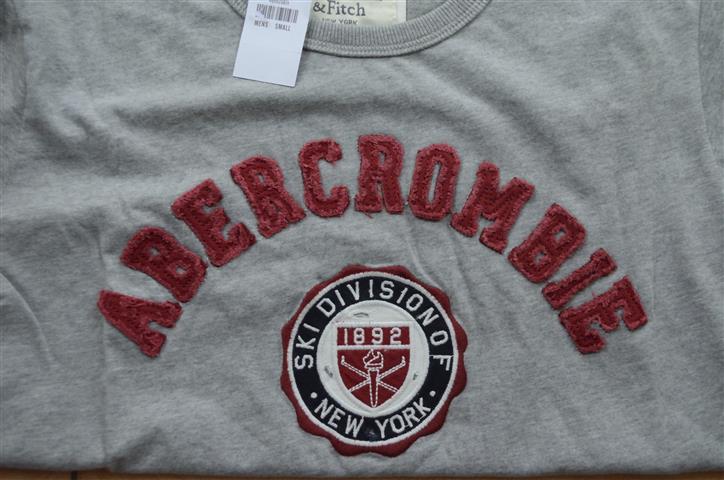 MENS SMALL
& Fitch
NEW YORK
ABERCROMBIE
SKI DIVISION OF
1892
• NEW YORK •